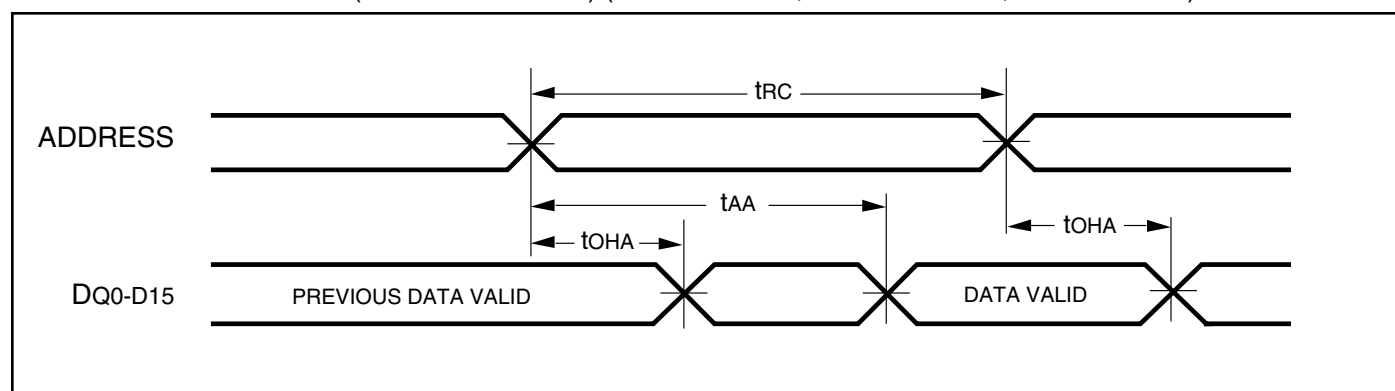 tRC
ADDRESS
tAA
tOHA
tOHA
DQ0-D15
PREVIOUS DATA VALID
DATA VALID